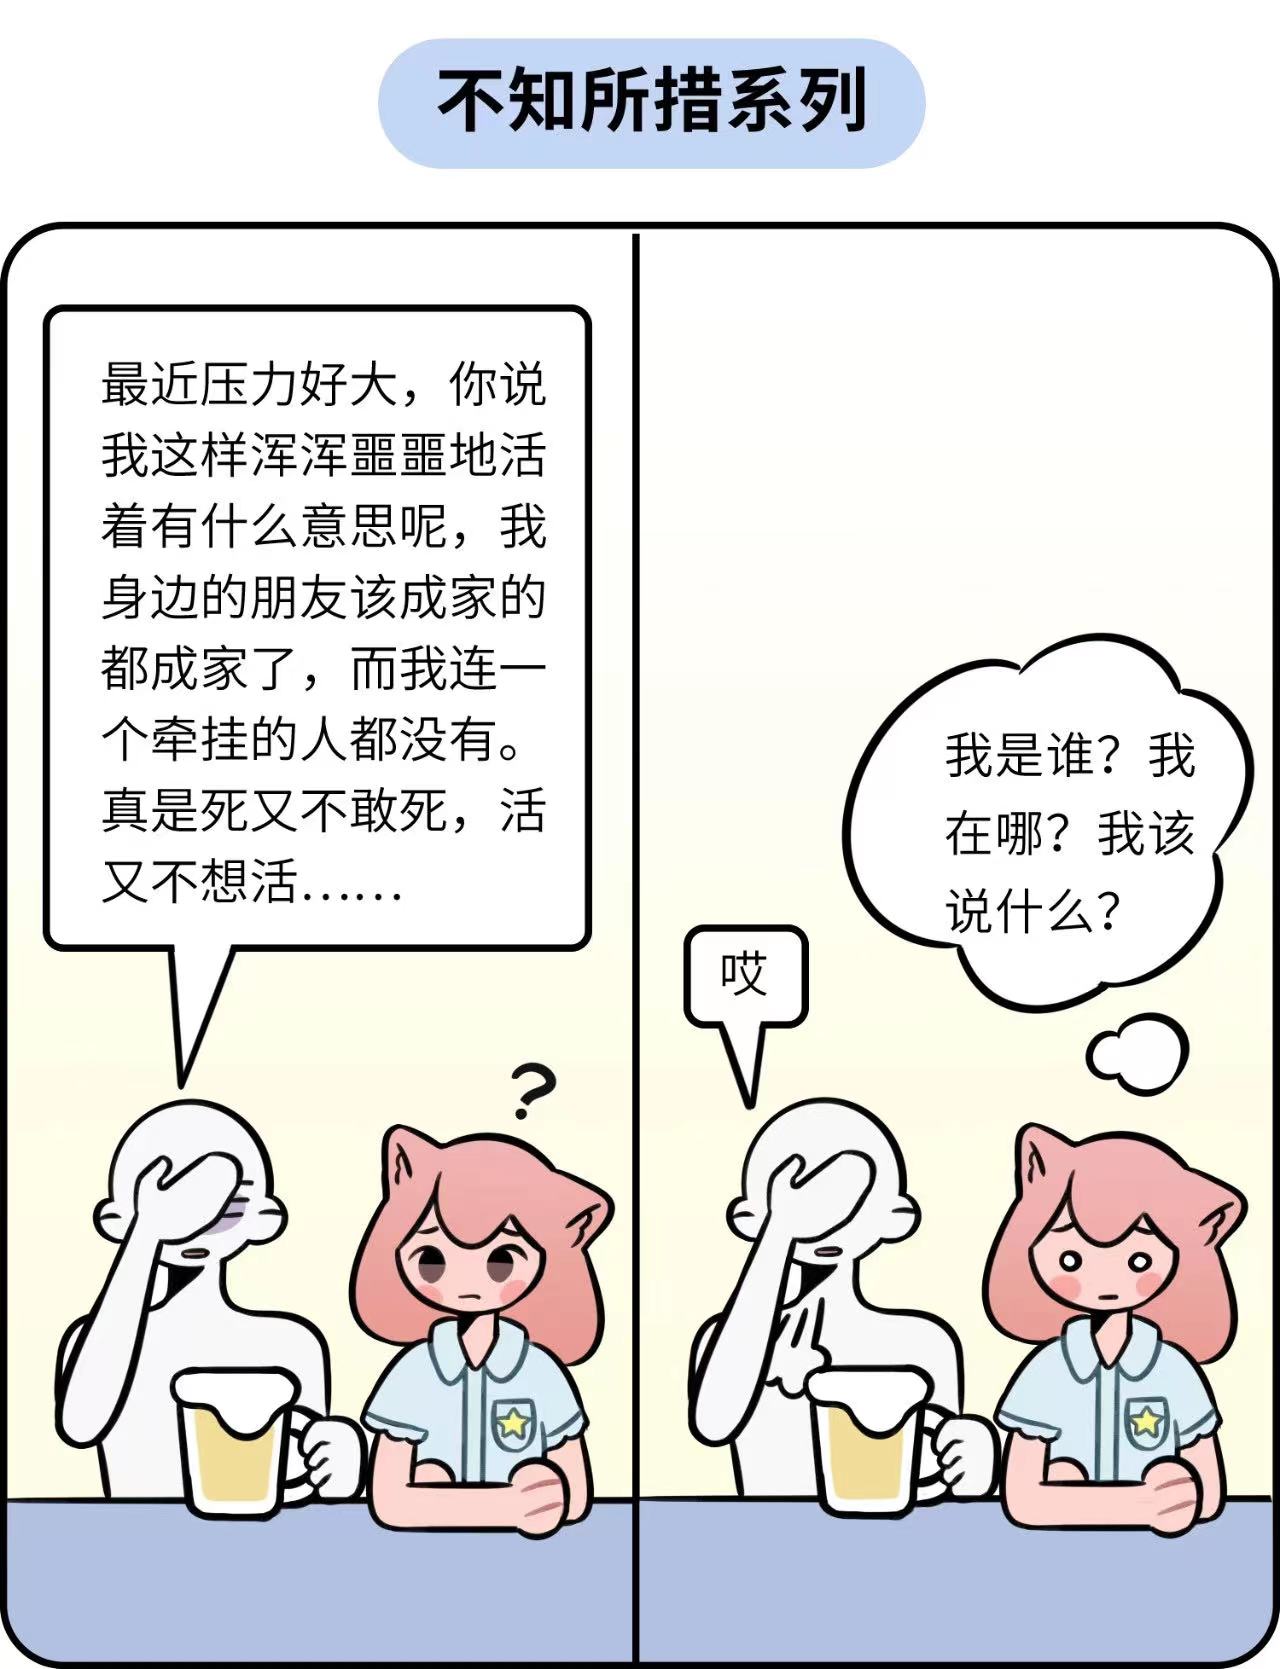 不知所措系列
最近压力好大，你说
我这样浑浑噩噩地活
着有什么意思呢，我
身边的朋友该成家的
都成家了，而我连一
个牵挂的人都没有。
真是死又不敢死，活
又不想活……
?
哎
我是谁？我
在哪？我该
说什么？